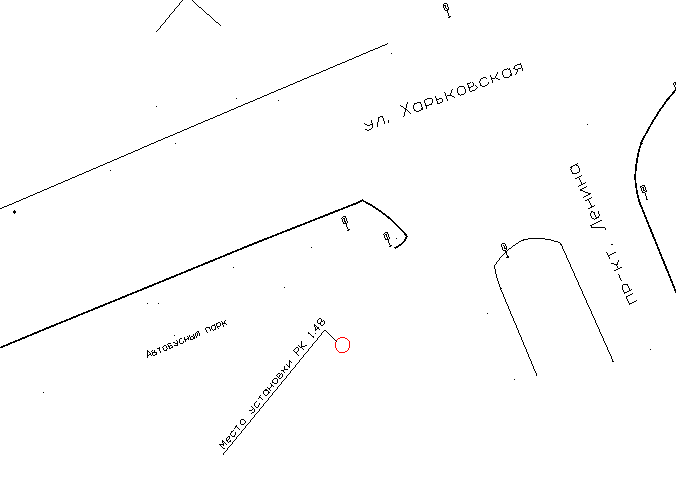 ул. Харьковская
пр-кт. Ленина
Автобусный парк
Место установки РК 148